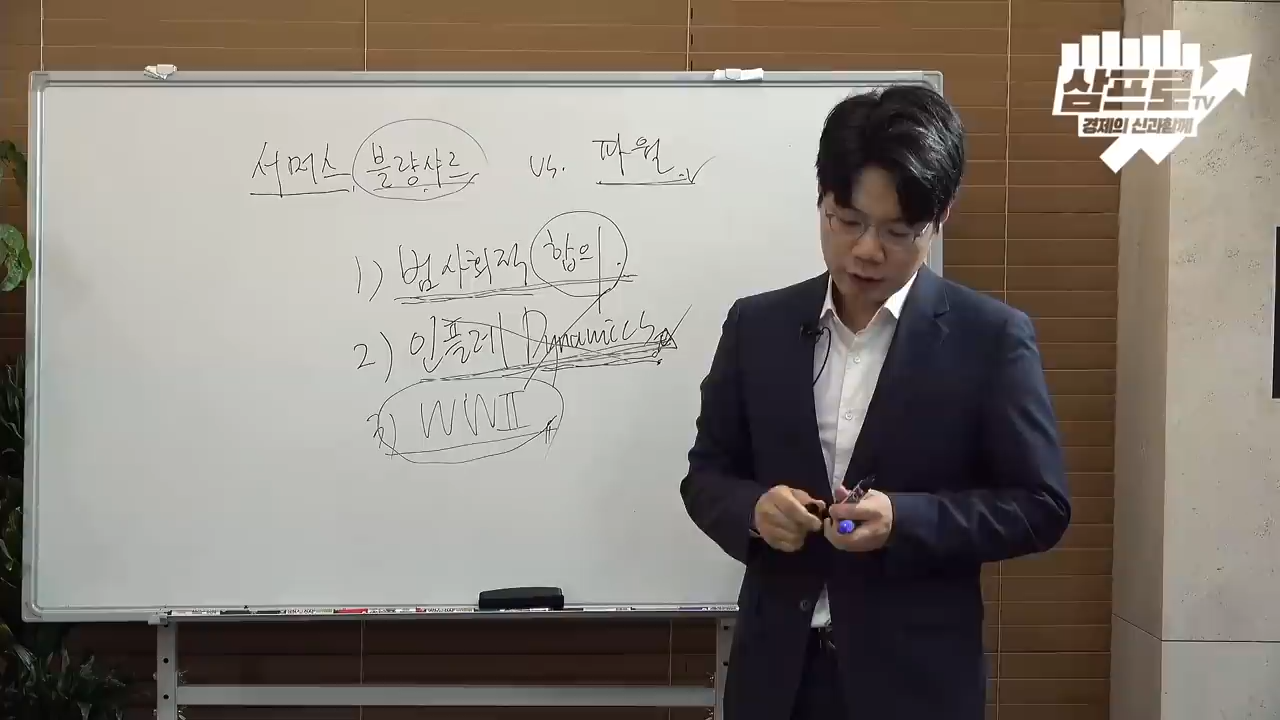 삼프로TV
경제의 신과함께
서머스 블량샤르 vs. 파월
1) 범사회적 합의
2) 인플레 Dynamics
3) WWII